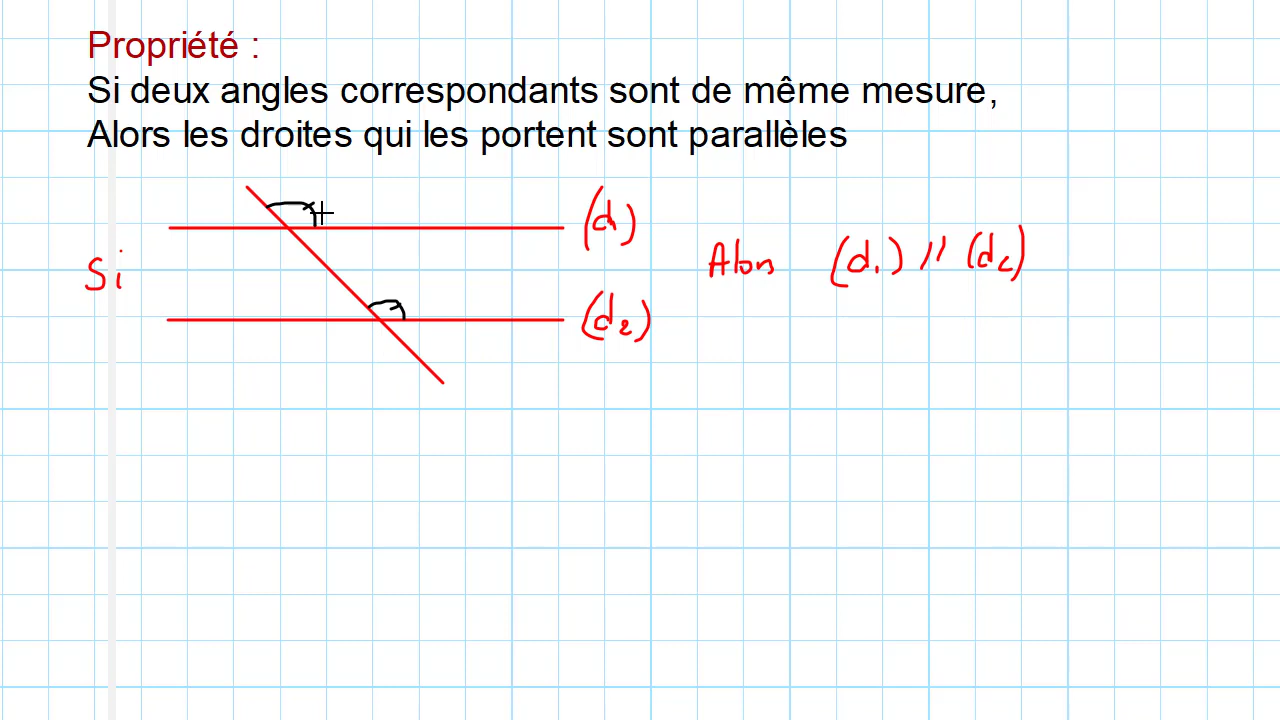 Propriété :
Si deux angles correspondants sont de même mesure,
Alors les droites qui les portent sont parallèles
(d1)
Si
Alors (d1) // (d2)
(d2)